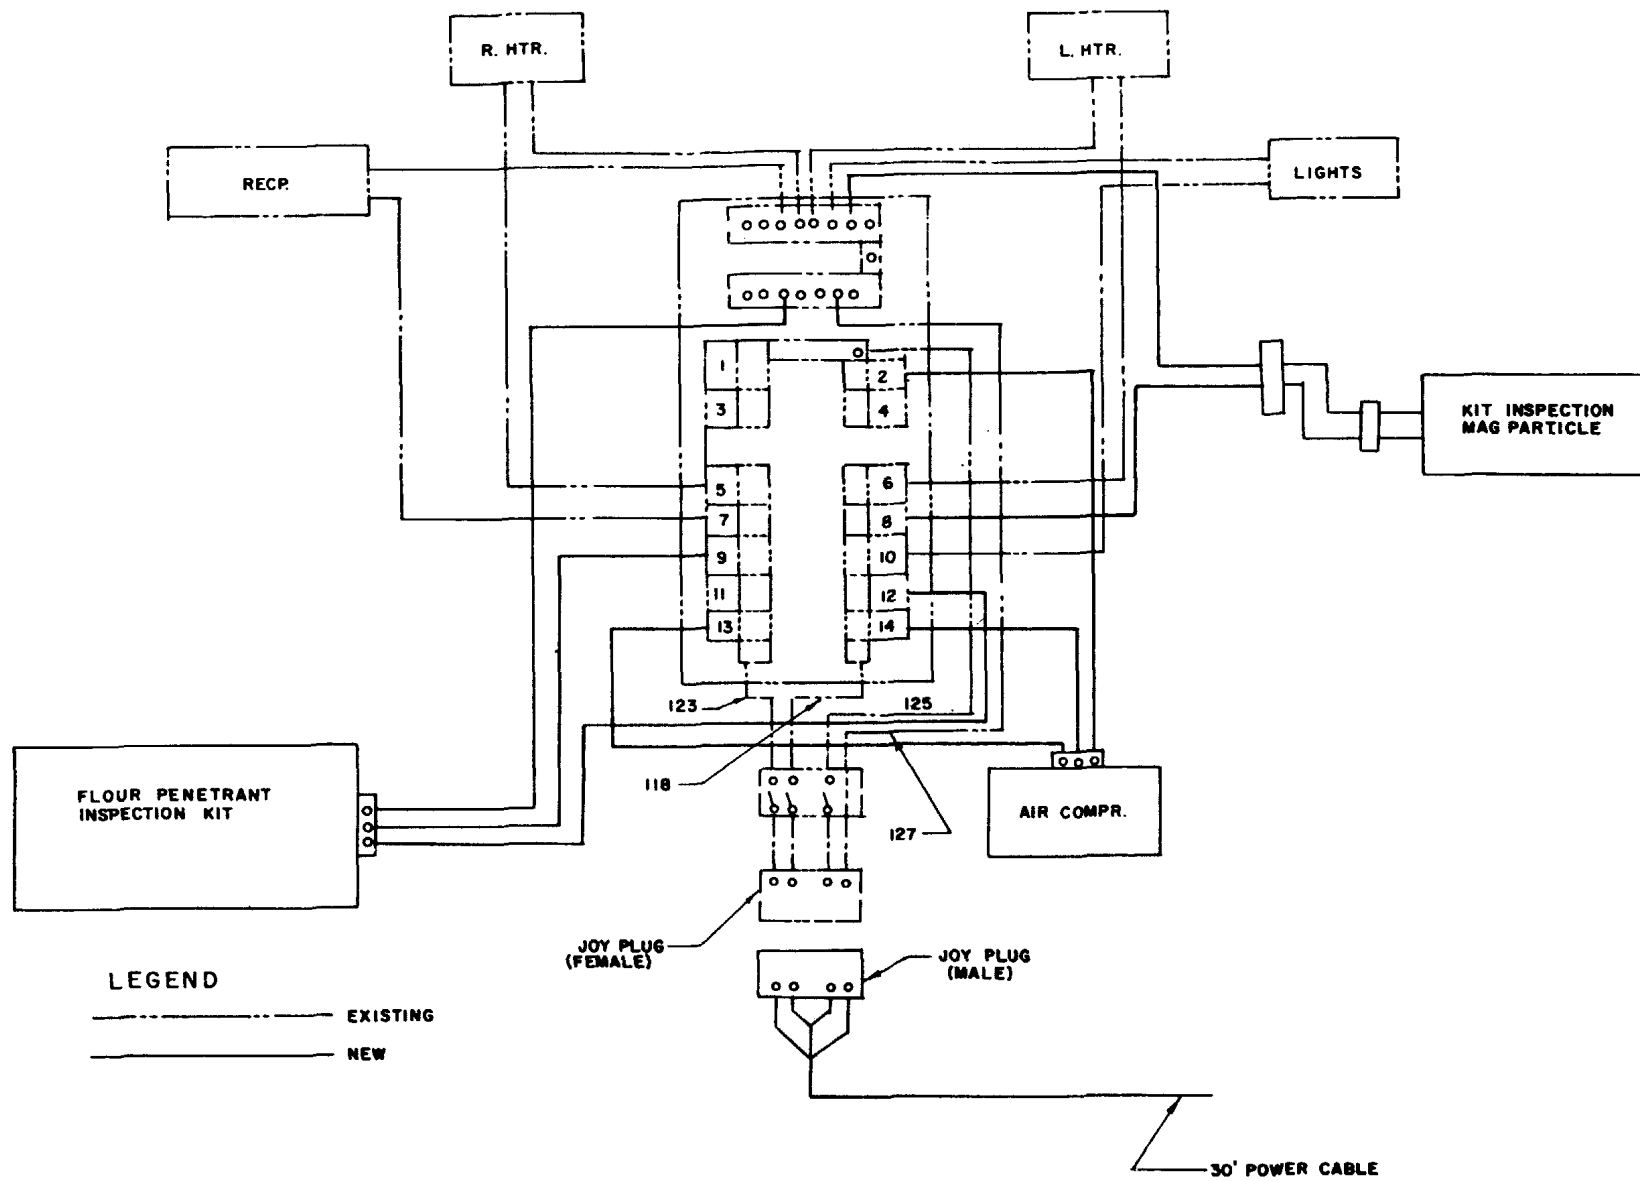 R. HTR.
L. HTR.
RECP.
LIGHTS
1
2
3
4
KIT INSPECTION
MAG PARTICLE
5
6
7
8
9
10
11
12
13
14
123
125
118
127
FLOUR PENETRANT
INSPECTION KIT
AIR COMPR.
JOY PLUG
(FEMALE)
JOY PLUG
(MALE)
LEGEND
EXISTING
NEW
30' POWER CABLE